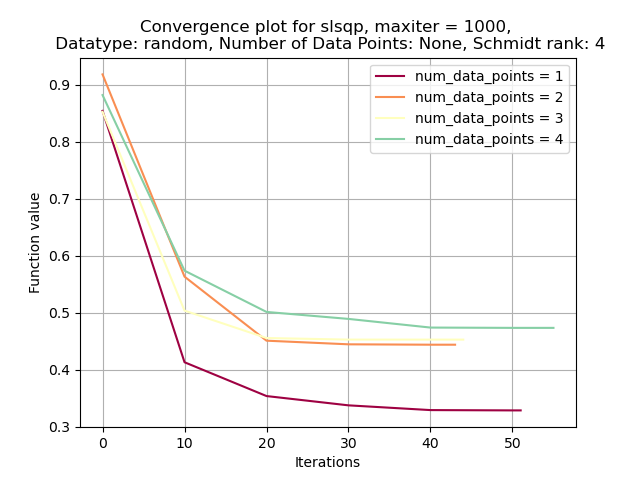 Convergence plot for slsqp, maxiter = 1000,
Datatype: random, Number of Data Points: None, Schmidt rank: 4
num_data_points = 1
num_data_points = 2
num_data_points = 3
num_data_points = 4
Function value
0.9
0.8
0.7
0.6
0.5
0.4
0.3
0 10 20 30 40 50
Iterations